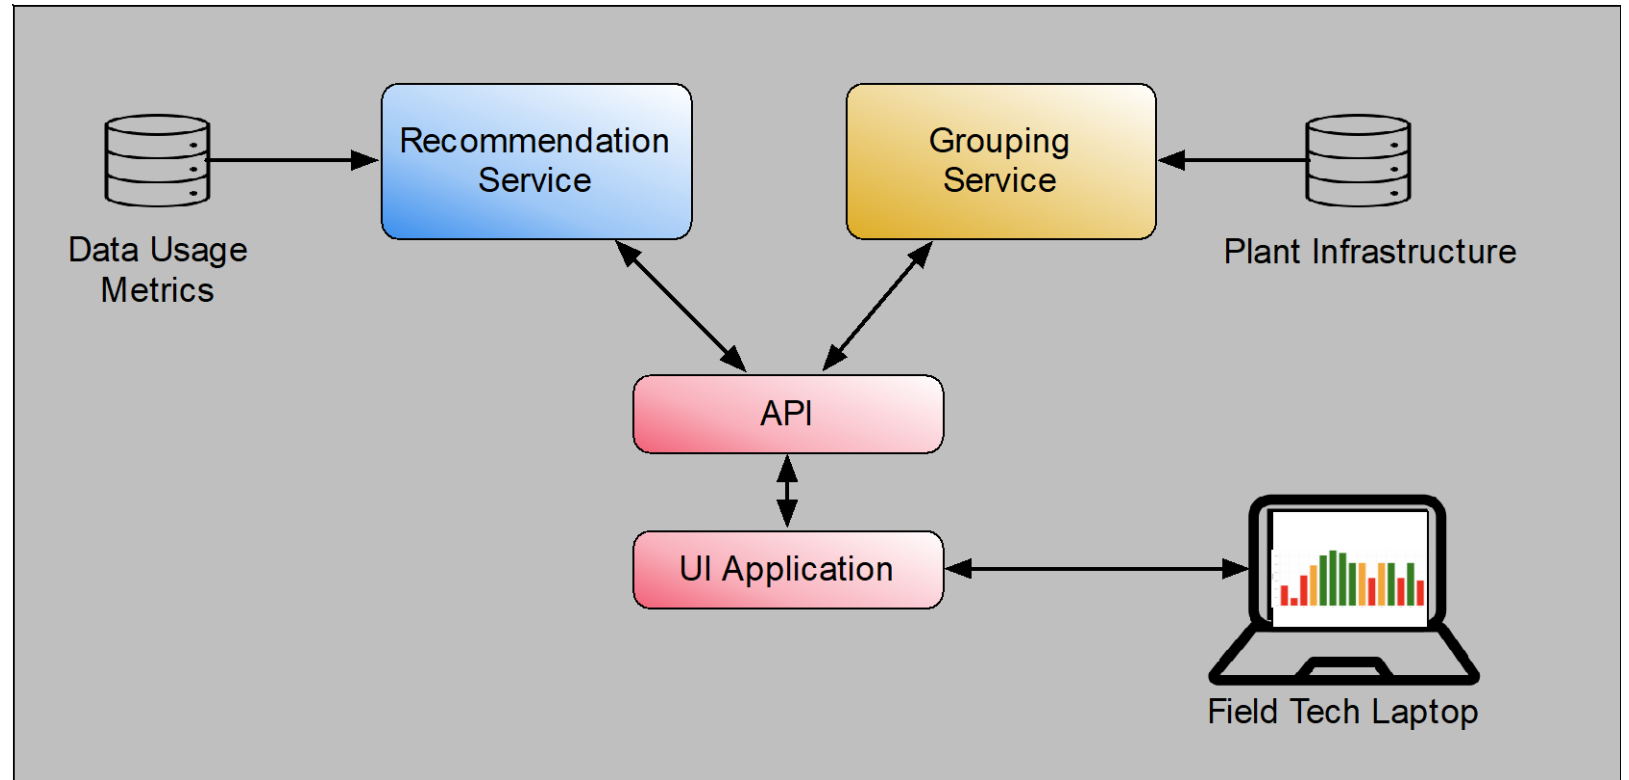 Recommendation
Service
Grouping
Service
Data Usage
Metrics
Plant Infrastructure
API
UI Application
Field Tech Laptop